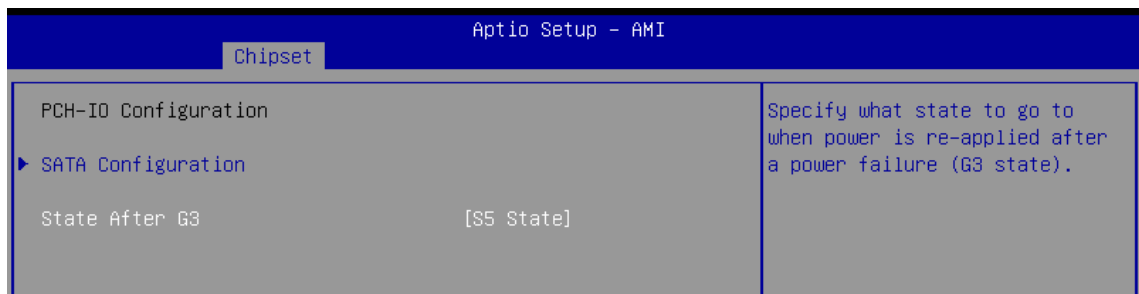 Aptio Setup – AMI
Chipset
PCH-IO Configuration
SATA Configuration
State After G3 [S5 State]
Specify what state to go to
when power is re-applied after
a power failure (G3 state).